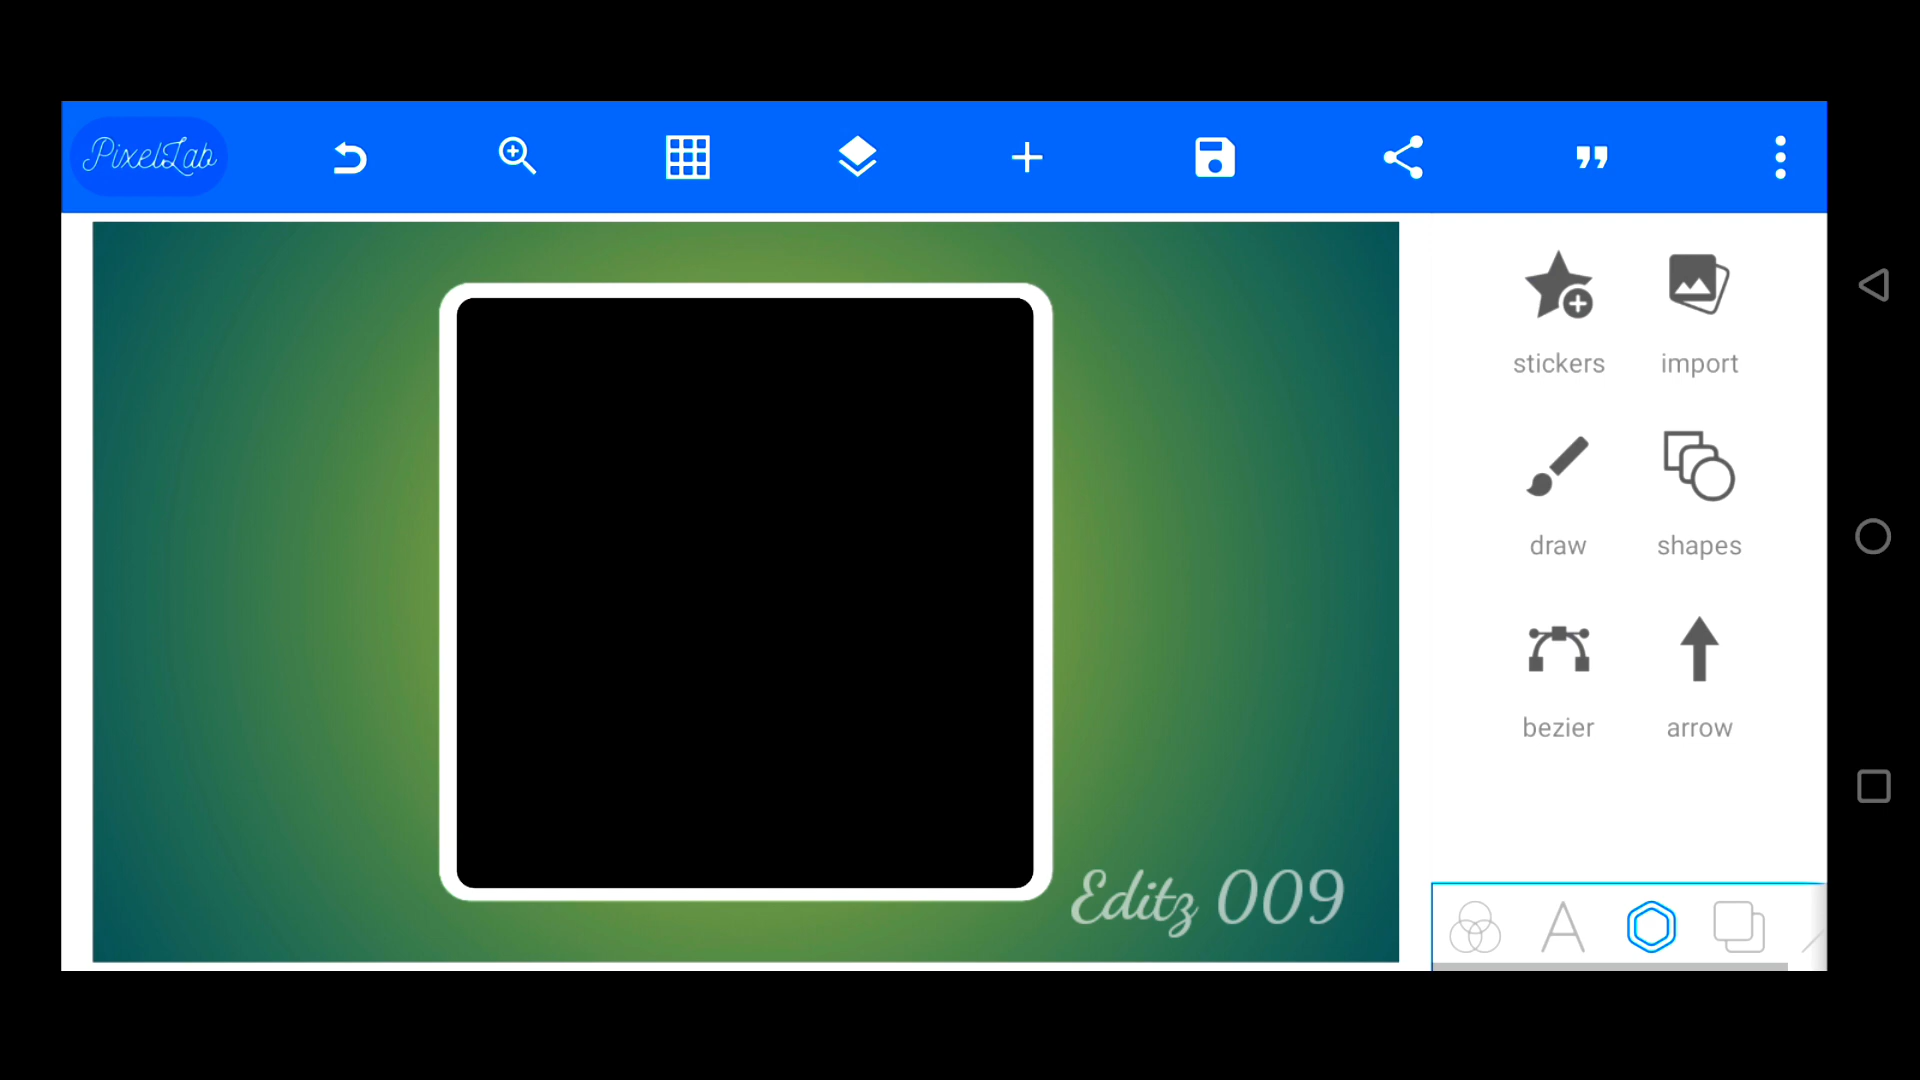 PixelLab
stickers
import
draw
shapes
bezier
arrow
Editz 009